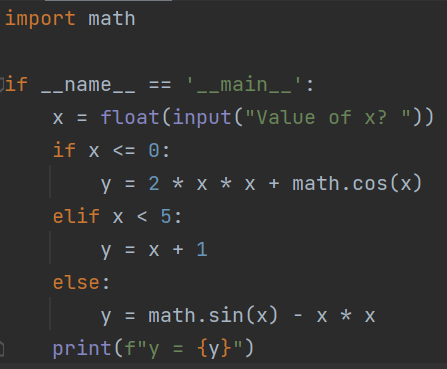 import math

if __name__ == '__main__':
    x = float(input("Value of x? "))
    if x <= 0:
        y = 2 * x * x + math.cos(x)
    elif x < 5:
        y = x + 1
    else:
        y = math.sin(x) - x * x
    print(f"y = {y}")